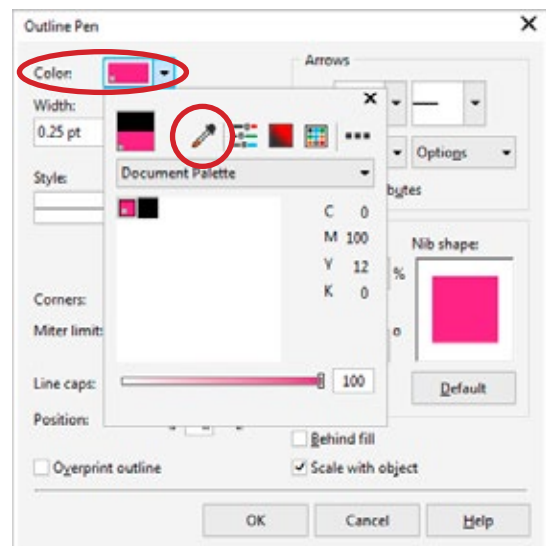 Outline Pen
Color:
Arrows
Width:
0.25 pt
Options
Style:
Document Palette
C 0
M 100
Y 12
K 0
Nib shape:
%
Corners:
Miter limit:
Line caps:
100
Default
Position:
Behind fill
Overprint outline
Scale with object
OK
Cancel
Help